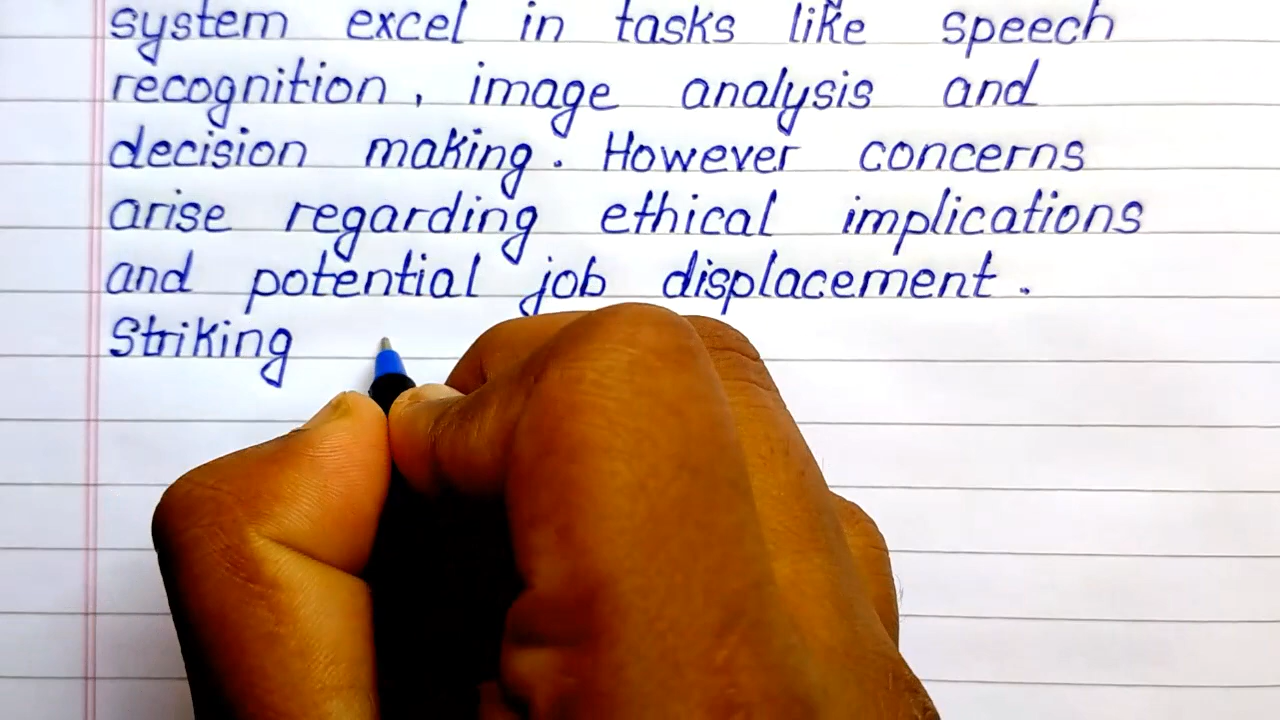 system excel in tasks like speech
recognition, image analysis and
decision making. However concerns
arise regarding ethical implications
and potential job displacement.
Striking